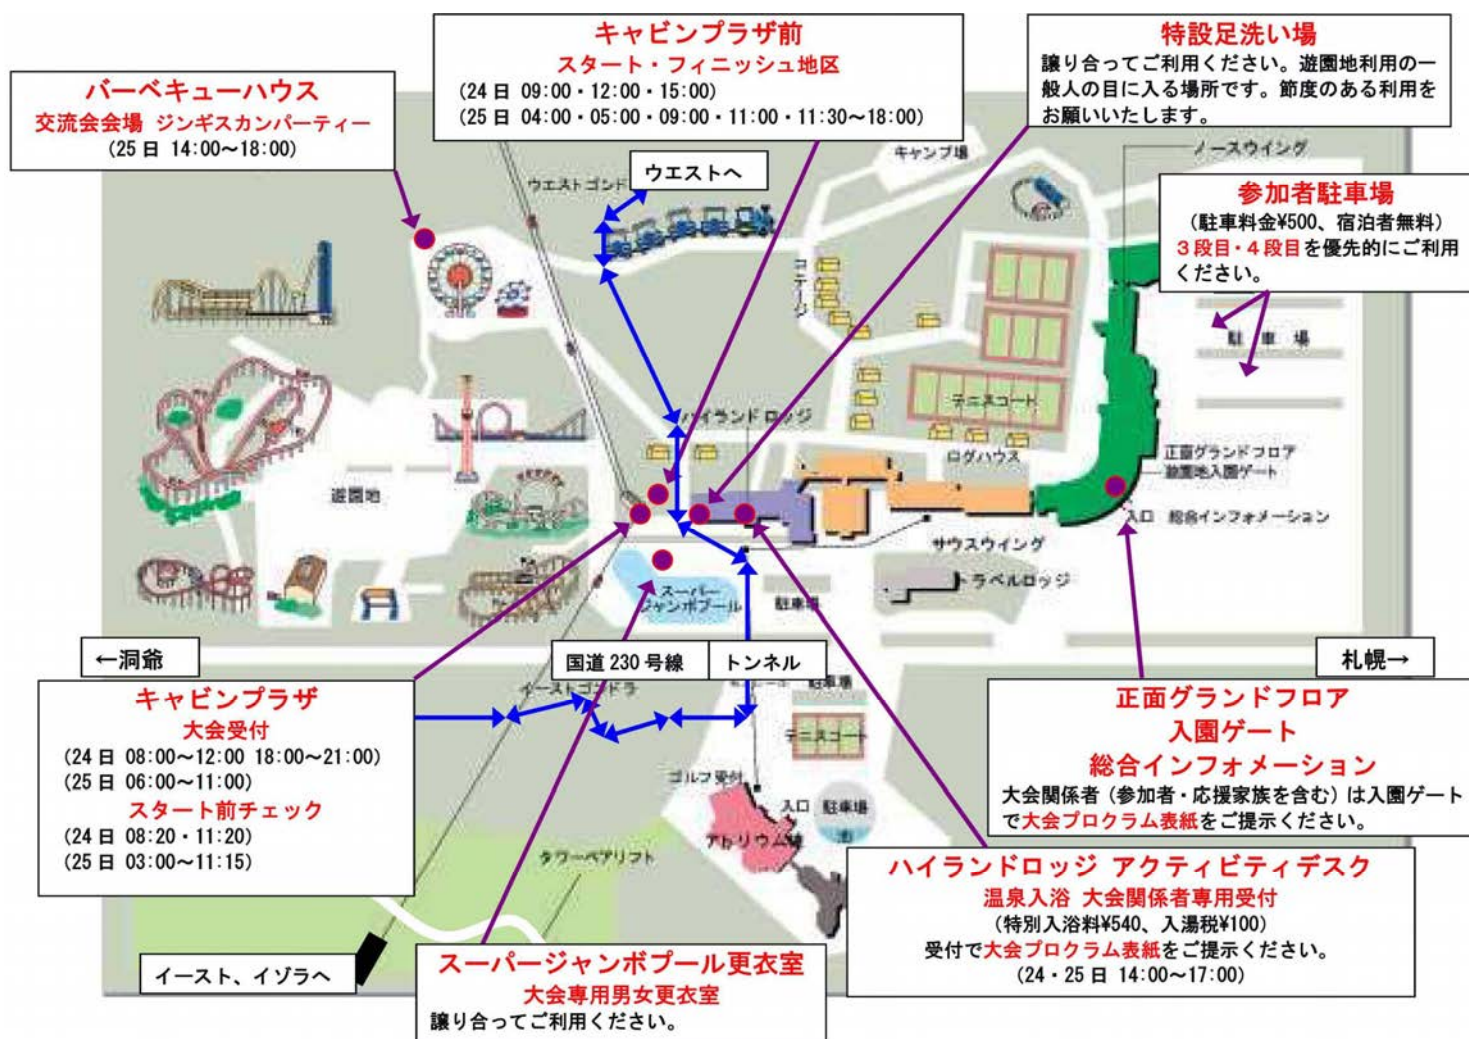 キャビンプラザ前
スタート・フィニッシュ地区
(24日 09:00・12:00・15:00)
(25日 04:00・05:00・09:00・11:00・11:30～18:00)
特設足洗い場
譲り合ってご利用ください。遊園地利用の一
般人の目に入る場所です。節度のある利用を
お願いいたします。
バーベキューハウス
交流会会場 ジンギスカンパーティー
(25日 14:00～18:00)
キャンプ場
ノースウイング
ウエストゴンド
ウエストへ
参加者駐車場
(駐車料金¥500、宿泊者無料)
3段目・4段目を優先的にご利用
ください。
コテージ
駐車場
テニスコート
ハイランドロッジ
ログハウス
正面グランドフロア
遊園地入園ゲート
遊園地
入口 総合インフォメーション
サウスウイング
トラベルロッジ
スーパー
ジャンボプール
駐車場
←洞爺
国道230号線
トンネル
札幌→
イーストゴンドラ
駐車場
キャビンプラザ
大会受付
(24日 08:00～12:00 18:00～21:00)
(25日 06:00～11:00)
スタート前チェック
(24日 08:20・11:20)
(25日 03:00～11:15)
正面グランドフロア
入園ゲート
総合インフォメーション
大会関係者(参加者・応援家族を含む)は入園ゲート
で大会プロクラム表紙をご提示ください。
テニスコート
ゴルフ受付
入口
駐車場
アトリウム棟
タワーペアリフト
ハイランドロッジ アクティビティデスク
温泉入浴 大会関係者専用受付
(特別入浴料¥540、入湯税¥100)
受付で大会プロクラム表紙をご提示ください。
(24・25日 14:00～17:00)
イースト、イゾラへ
スーパージャンボプール更衣室
大会専用男女更衣室
譲り合ってご利用ください。